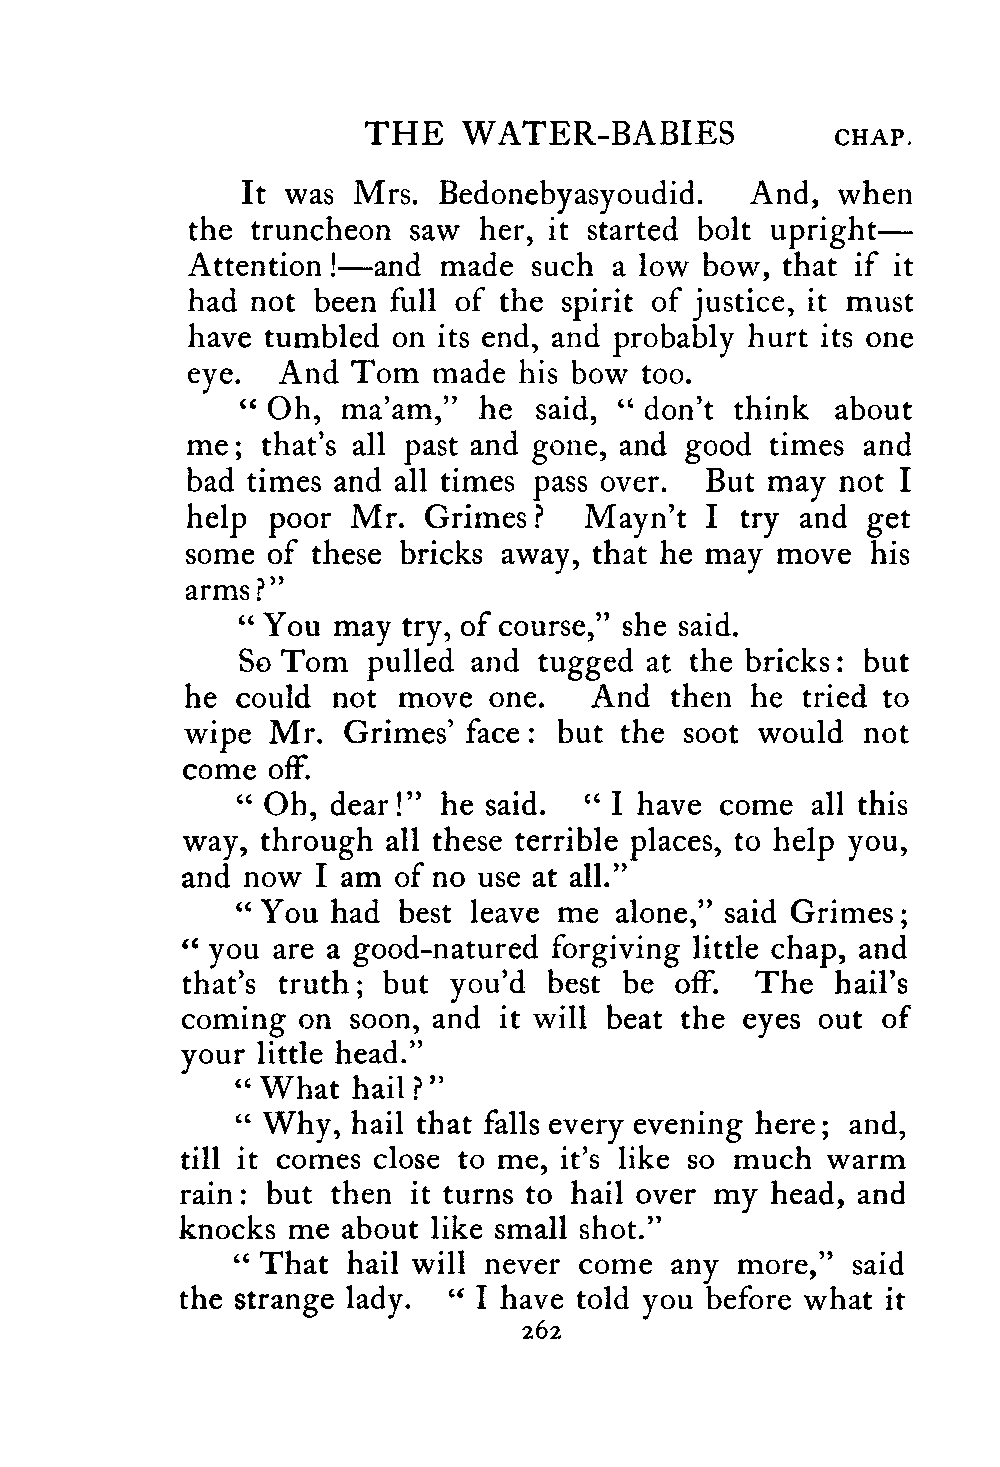 THE WATER-BABIES CHAP.
It was Mrs. Bedonebyasyoudid. And, when
the truncheon saw her, it started bolt upright—
Attention!—and made such a low bow, that if it
had not been full of the spirit of justice, it must
have tumbled on its end, and probably hurt its one
eye. And Tom made his bow too.
“Oh, ma’am,” he said, “don’t think about
me; that’s all past and gone, and good times and
bad times and all times pass over. But may not I
help poor Mr. Grimes? Mayn’t I try and get
some of these bricks away, that he may move his
arms?”
“You may try, of course,” she said.
So Tom pulled and tugged at the bricks: but
he could not move one. And then he tried to
wipe Mr. Grimes’ face: but the soot would not
come off.
“Oh, dear!” he said. “I have come all this
way, through all these terrible places, to help you,
and now I am of no use at all.”
“You had best leave me alone,” said Grimes;
“you are a good-natured forgiving little chap, and
that’s truth; but you’d best be off. The hail’s
coming on soon, and it will beat the eyes out of
your little head.”
“What hail?”
“Why, hail that falls every evening here; and,
till it comes close to me, it’s like so much warm
rain: but then it turns to hail over my head, and
knocks me about like small shot.”
“That hail will never come any more,” said
the strange lady. “I have told you before what it
262